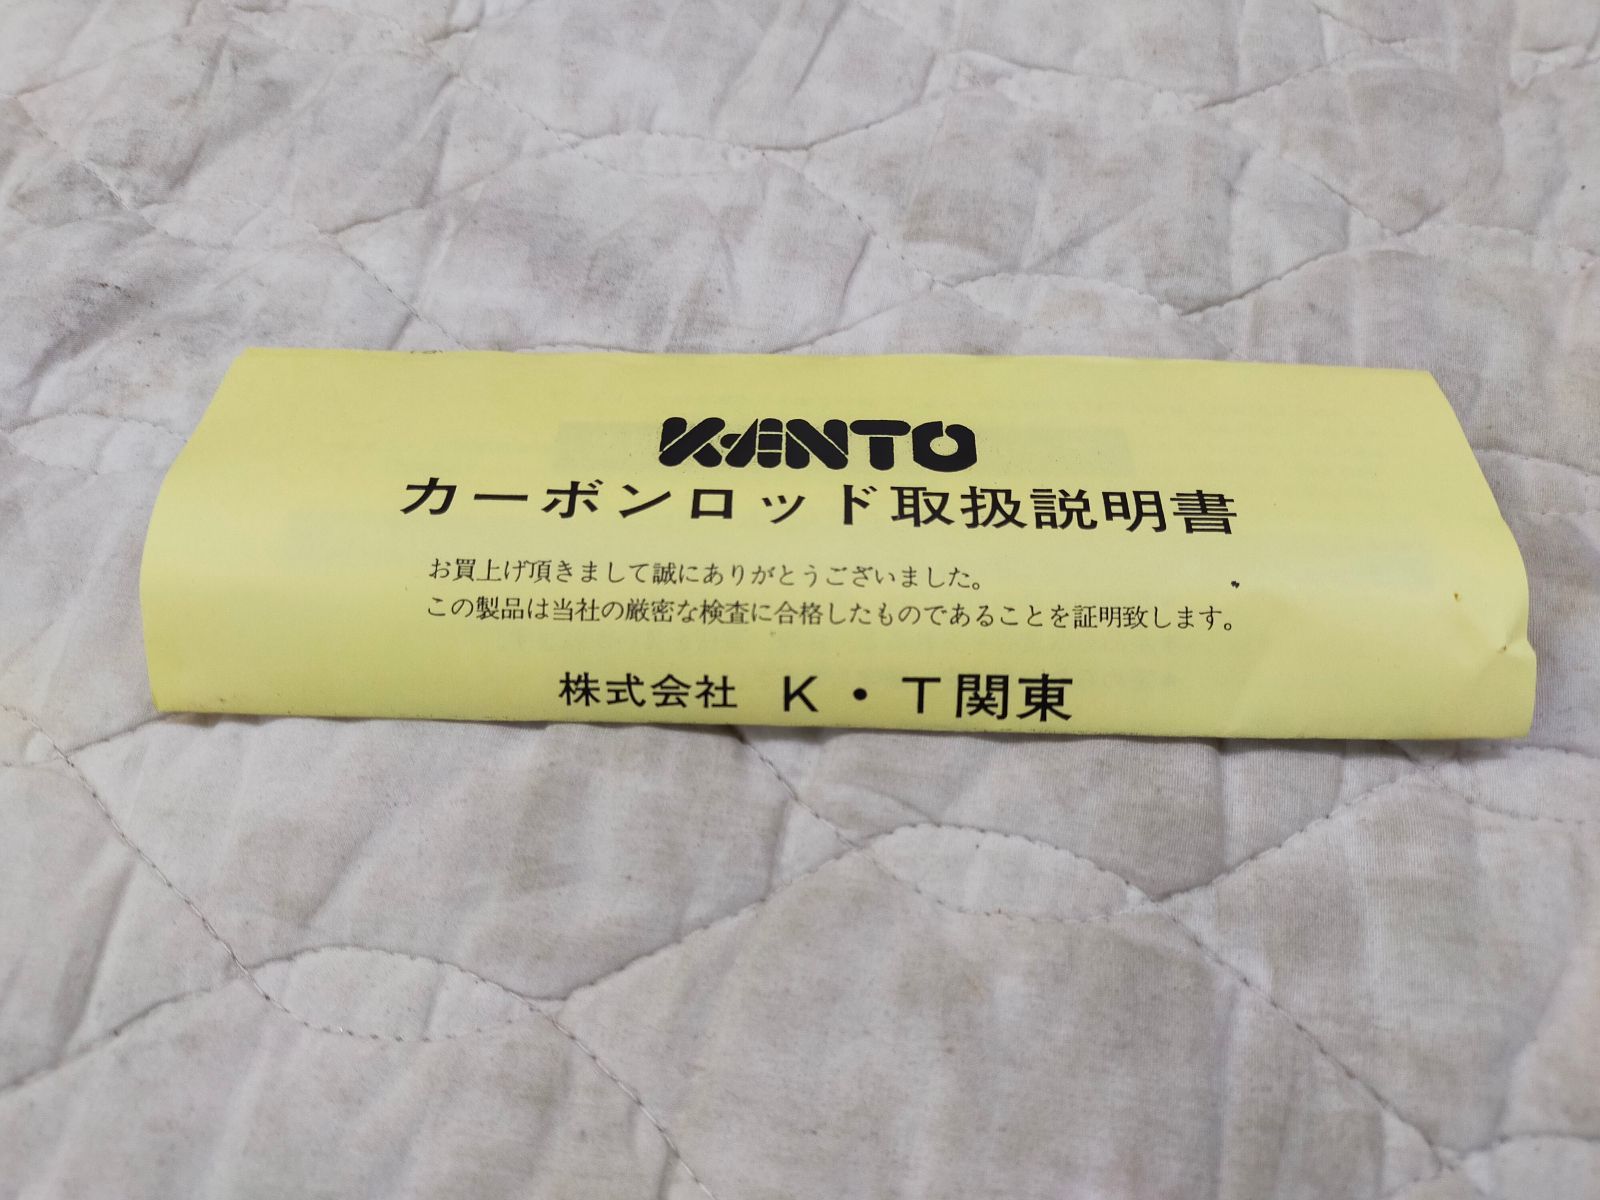 KANTO
カーボンロッド取扱説明書
お買上げ頂きまして誠にありがとうございました。
この製品は当社の厳密な検査に合格したものであることを証明致します。
株式会社 K・T関東